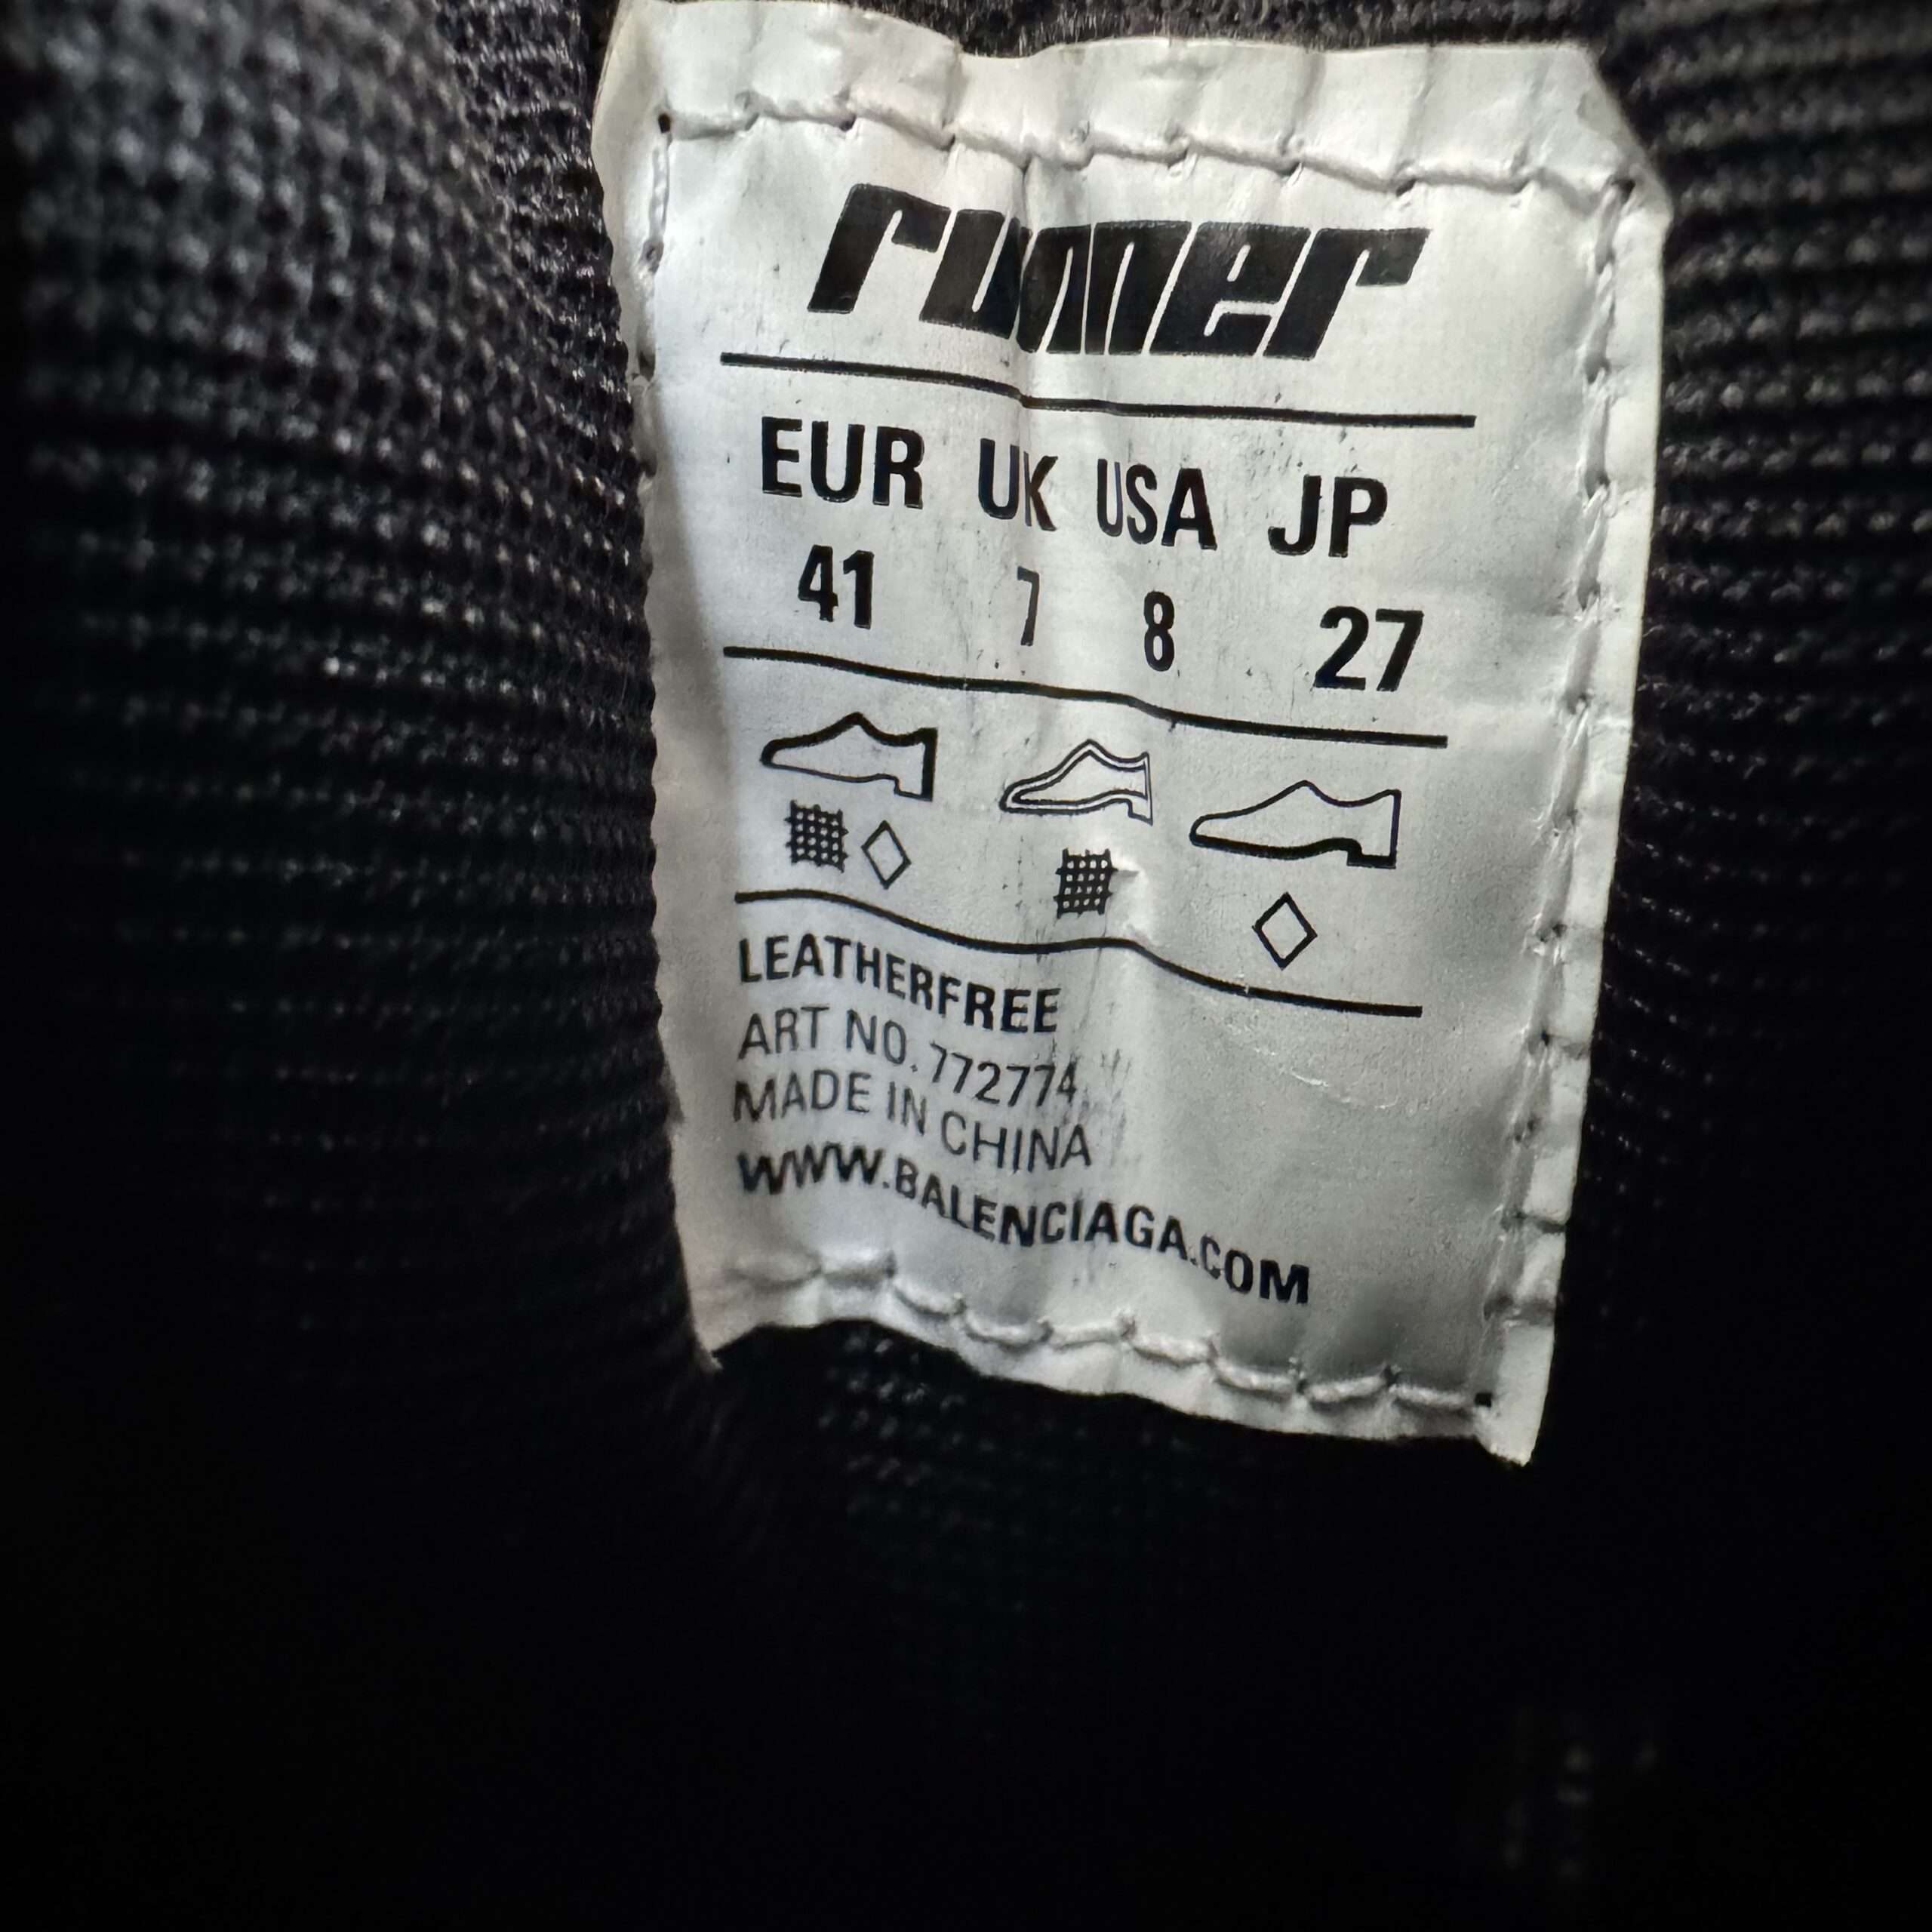 runner
EUR UK USA JP
41 7 8 27
LEATHERFREE
ART NO. 772774
MADE IN CHINA
WWW.BALENCIAGA.COM